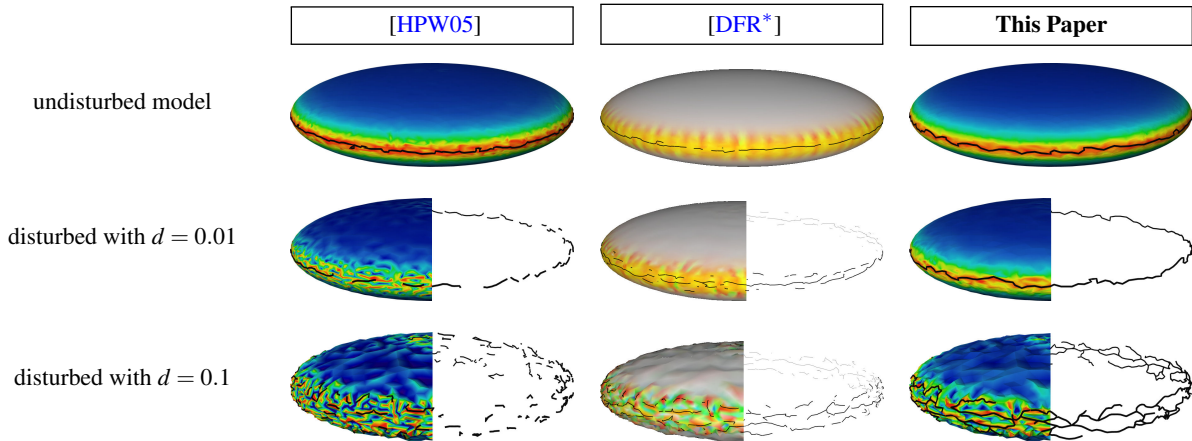 [HPW05] [DFR*] This Paper
undisturbed model
disturbed with d = 0.01
disturbed with d = 0.1